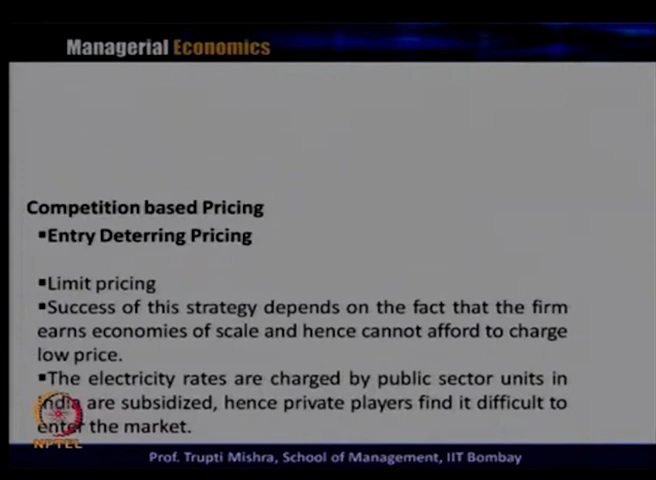 Managerial Economics
Competition based Pricing
▪Entry Deterring Pricing
▪Limit pricing
▪Success of this strategy depends on the fact that the firm
earns economies of scale and hence cannot afford to charge
low price.
▪The electricity rates are charged by public sector units in
India are subsidized, hence private players find it difficult to
enter the market.
NPTEL
Prof. Trupti Mishra, School of Management, IIT Bombay